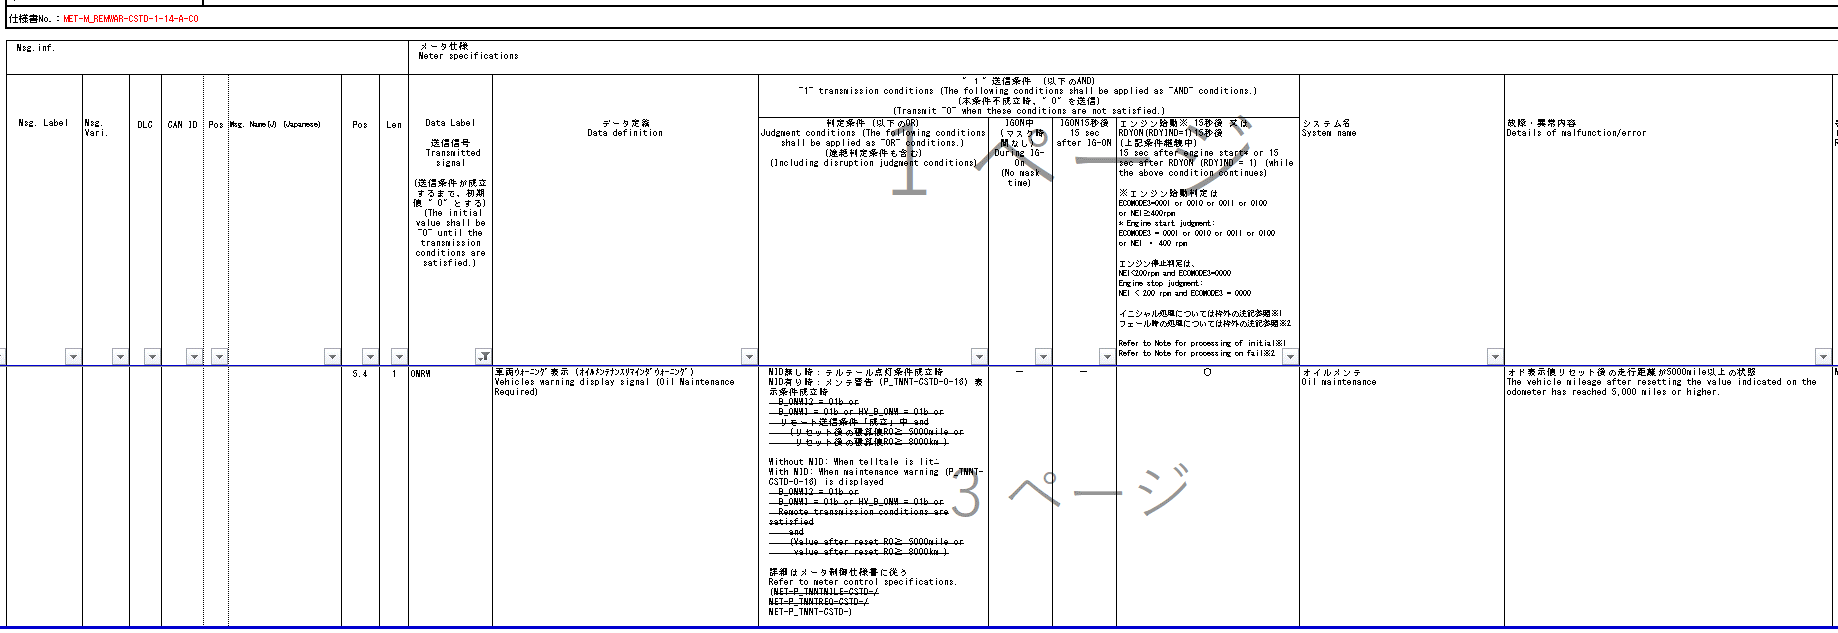 仕様書No.：MET-M_REMWAR-CSTD-1-14-A-C0
Msg.inf.
メータ仕様
Meter specifications
Msg. Label
Msg.
Vari.
DLC
CAN ID
Pos
Msg. Name(J) (Japanese)
Pos
Len
Data Label
送信信号
Transmitted
signal
(送信条件が成立
するまで、初期
値 " 0" とする)
(The initial
value shall be
"0" until the
transmission
conditions are
satisfied.)
データ定義
Data definition
" 1 " 送信条件 (以下のAND)
"1" transmission conditions (The following conditions shall be applied as "AND" conditions.)
(本条件不成立時、" 0" を送信)
(Transmit "0" when these conditions are not satisfied.)
判定条件 (以下のOR)
Judgment conditions (The following conditions
shall be applied as "OR" conditions.)
(途絶判定条件も含む)
(Including disruption judgment conditions)
IGON中
(マスク時
間なし)
During IG-
On
(No mask
time)
IGON15秒後
15 sec
after IG-ON
エンジン始動※ 15秒後 又は
RDYON(RDYIND=1)15秒後
(上記条件継続中)
15 sec after engine start* or 15
sec after RDYON (RDYIND = 1) (while
the above condition continues)
※エンジン始動判定は
ECOMODE3=0001 or 0010 or 0011 or 0100
or NE1≧400rpm
* Engine start judgment:
ECOMODE3 = 0001 or 0010 or 0011 or 0100
or NE1 ・ 400 rpm
エンジン停止判定は、
NE1<200rpm and ECOMODE3=0000
Engine stop judgment:
NE1 < 200 rpm and ECOMODE3 = 0000
イニシャル処理については枠外の注記参照※1
フェール時の処理については枠外の注記参照※2
Refer to Note for processing of initial※1
Refer to Note for processing on fail※2
システム名
System name
故障・異常内容
Details of malfunction/error
1 ページ
5.4
1
OMRW
車両ウォーニング表示 (オイルメンテナンスリマインダウォーニング)
Vehicles warning display signal (Oil Maintenance
Required)
MID無し時：テルテール点灯条件成立時
MID有り時：メンテ警告 (P_TMNT-CSTD-0-16) 表
示条件成立時
B_OMW12 = 01b or
B_OMW1 = 01b or HV_B_OMW = 01b or
リモート送信条件「成立」中 and
(リセット後の積算値RO≧ 5000mile or
リセット後の積算値RO≧ 8000km )
Without MID: When telltale is lit.
With MID: When maintenance warning (P_TMNT-
CSTD-0-16) is displayed
B_OMW12 = 01b or
B_OMW1 = 01b or HV_B_OMW = 01b or
Remote transmission conditions are
satisfied
and
(Value after reset RO≧ 5000mile or
value after reset RO≧ 8000km )
詳細はメータ制御仕様書に従う
Refer to meter control specifications.
(MET-P_TMNTMILE-CSTD-/
MET-P_TMNTREQ-CSTD-/
MET-P_TMNT-CSTD-)
－
－
○
オイルメンテ
Oil maintenance
オド表示値リセット後の走行距離が5000mile以上の状態
The vehicle mileage after resetting the value indicated on the
odometer has reached 5,000 miles or higher.
3 ページ